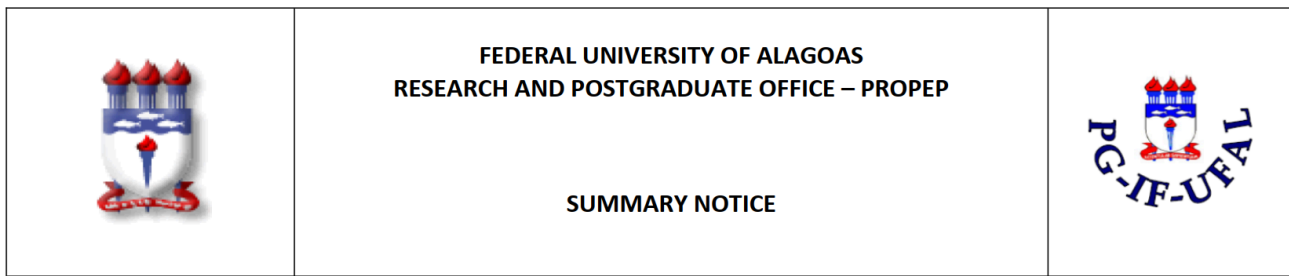 FEDERAL UNIVERSITY OF ALAGOAS
RESEARCH AND POSTGRADUATE OFFICE – PROPEP
SUMMARY NOTICE
PG-IF-UFAL